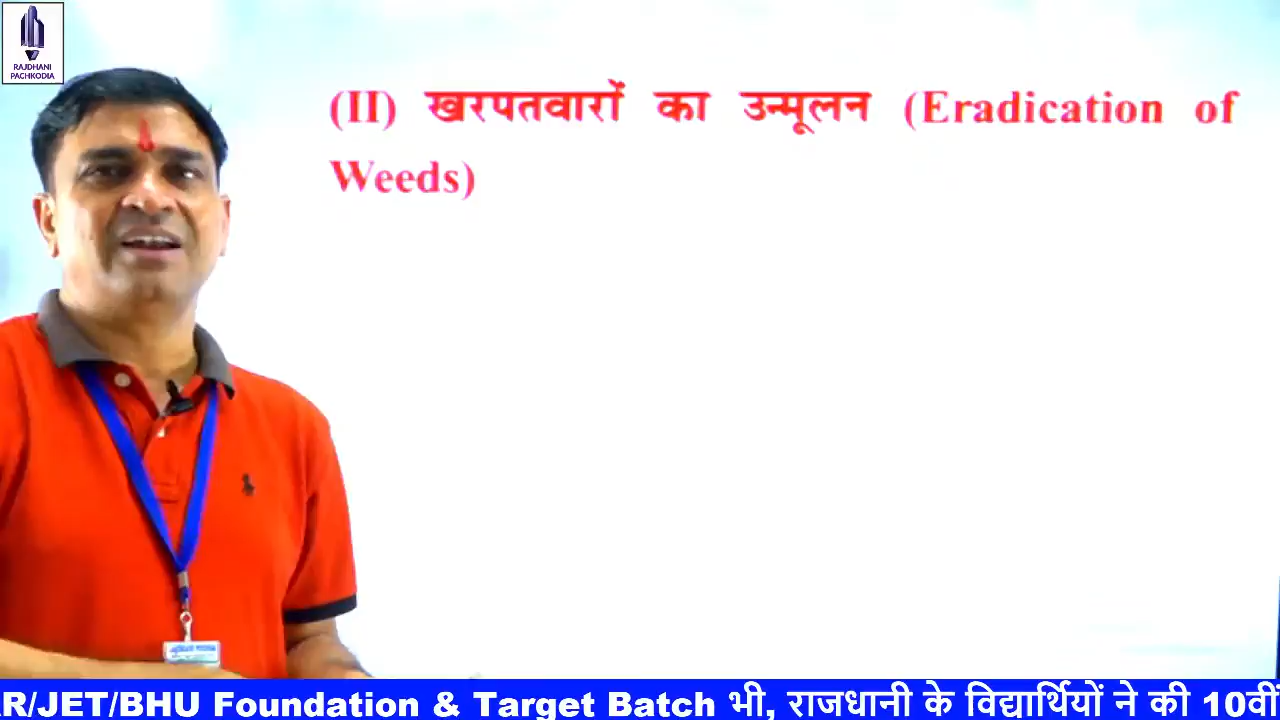 RAJDHANI
PACHKODIA
(II) खरपतवारों का उन्मूलन (Eradication of
Weeds)
R/JET/BHU Foundation & Target Batch भी, राजधानी के विद्यार्थियों ने की 10वीं